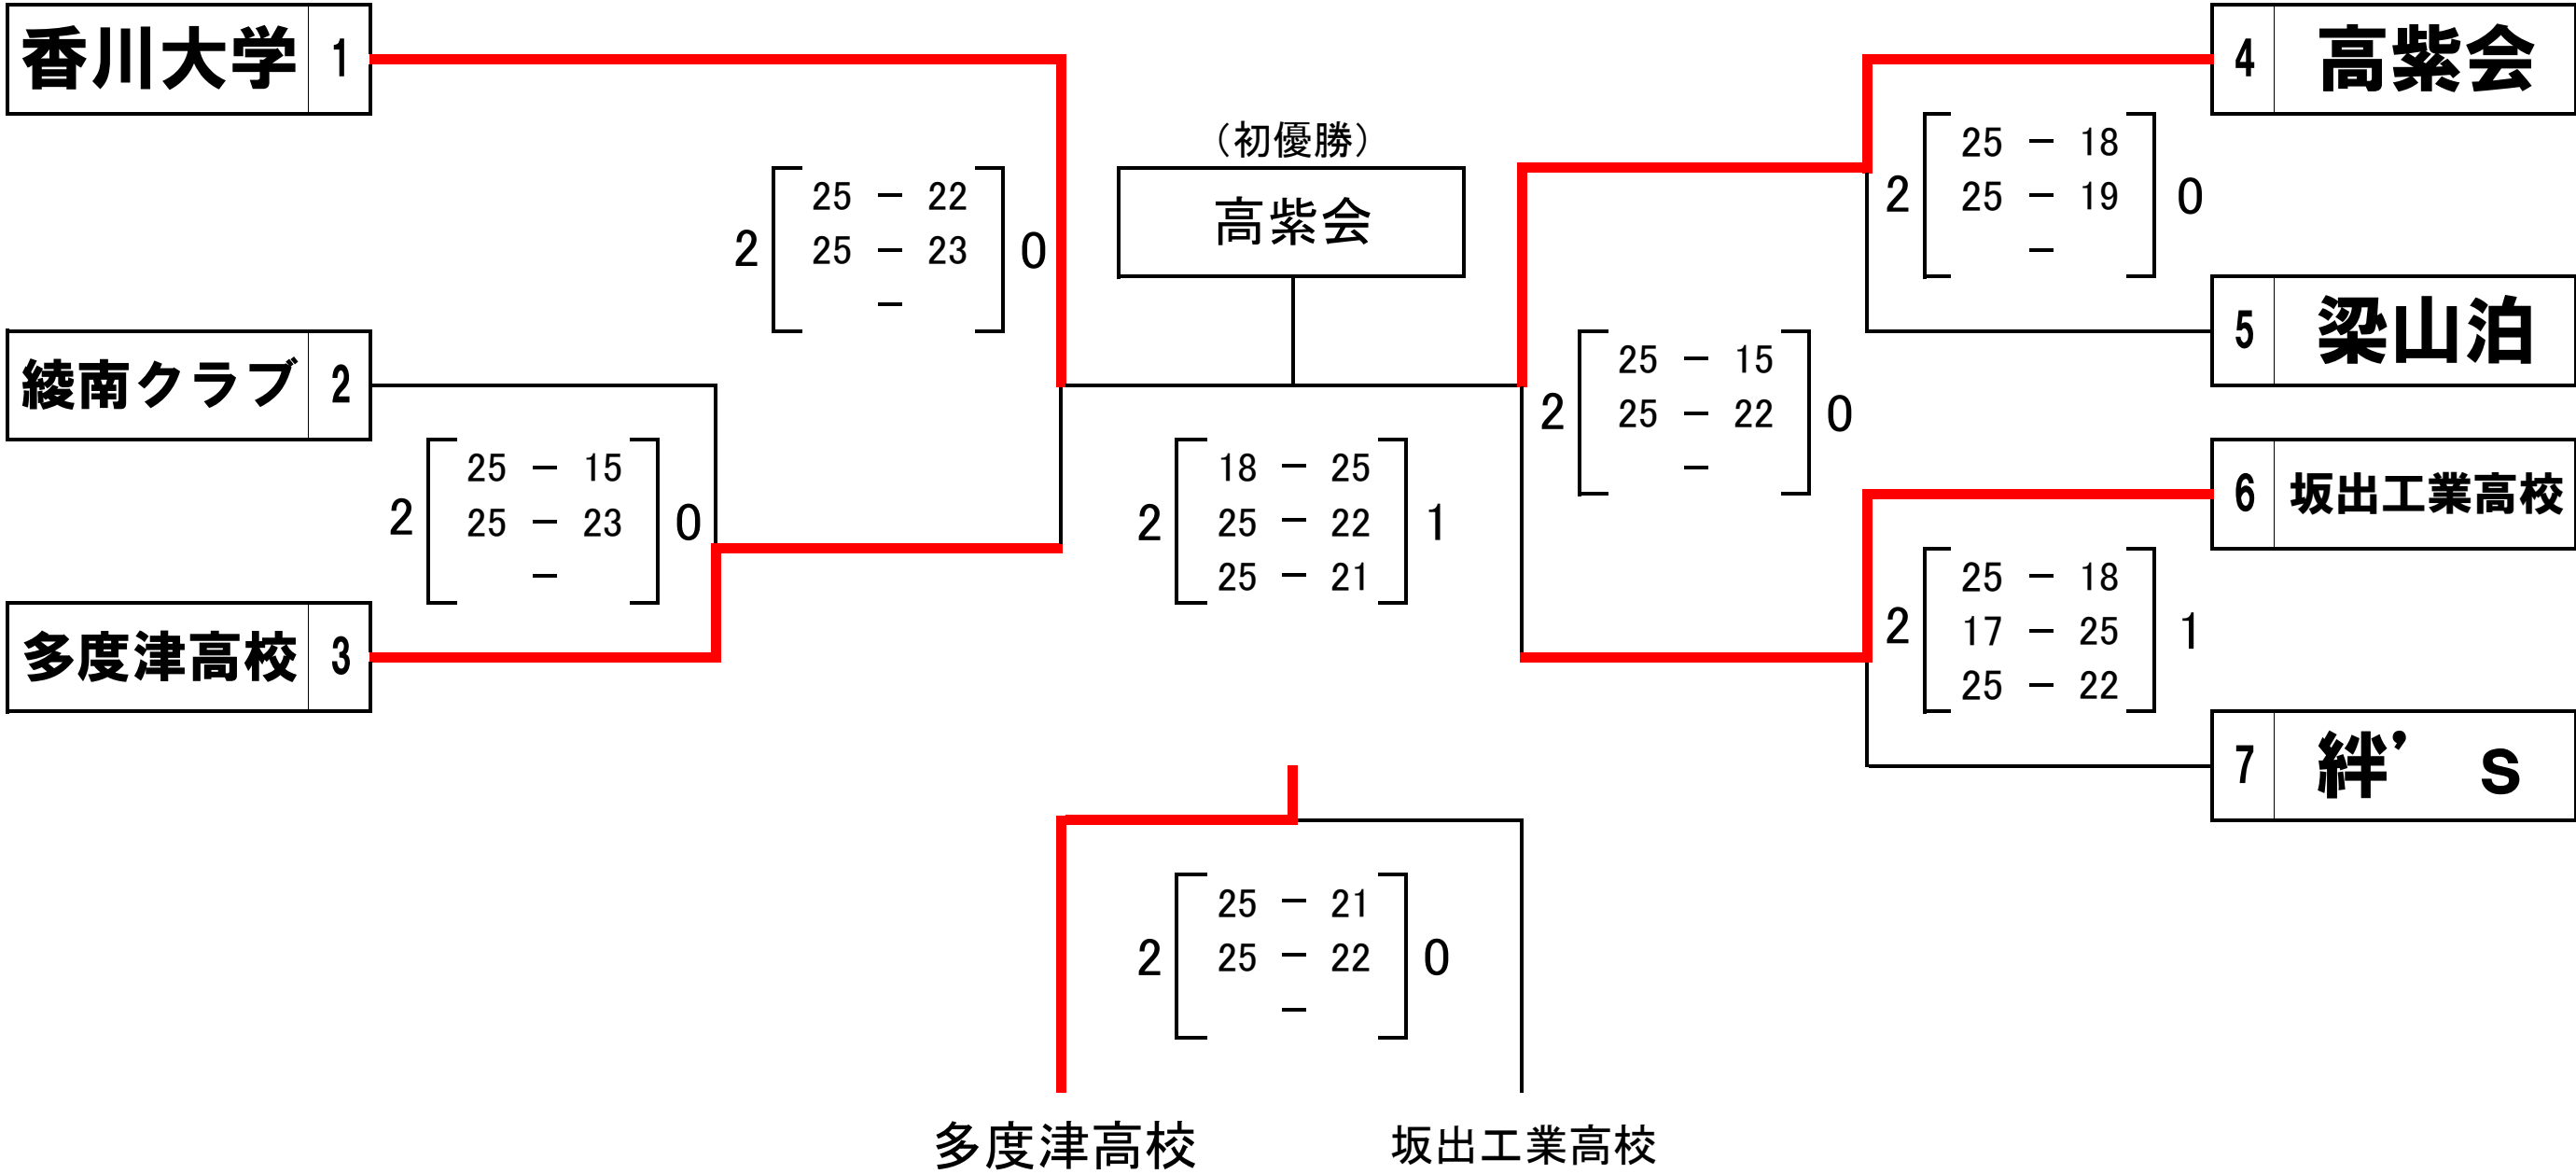 香川大学 1
綾南クラブ 2
多度津高校 3
2 25 － 15 0
25 － 23
－
2 25 － 22 0
25 － 23
－
（初優勝）
高紫会
2 18 － 25 1
25 － 22
25 － 21
2 25 － 15 0
25 － 22
－
2 25 － 18 0
25 － 19
－
2 25 － 18 1
17 － 25
25 － 22
4 高紫会
5 梁山泊
6 坂出工業高校
7 絆’ｓ
2 25 － 21 0
25 － 22
－
多度津高校 坂出工業高校